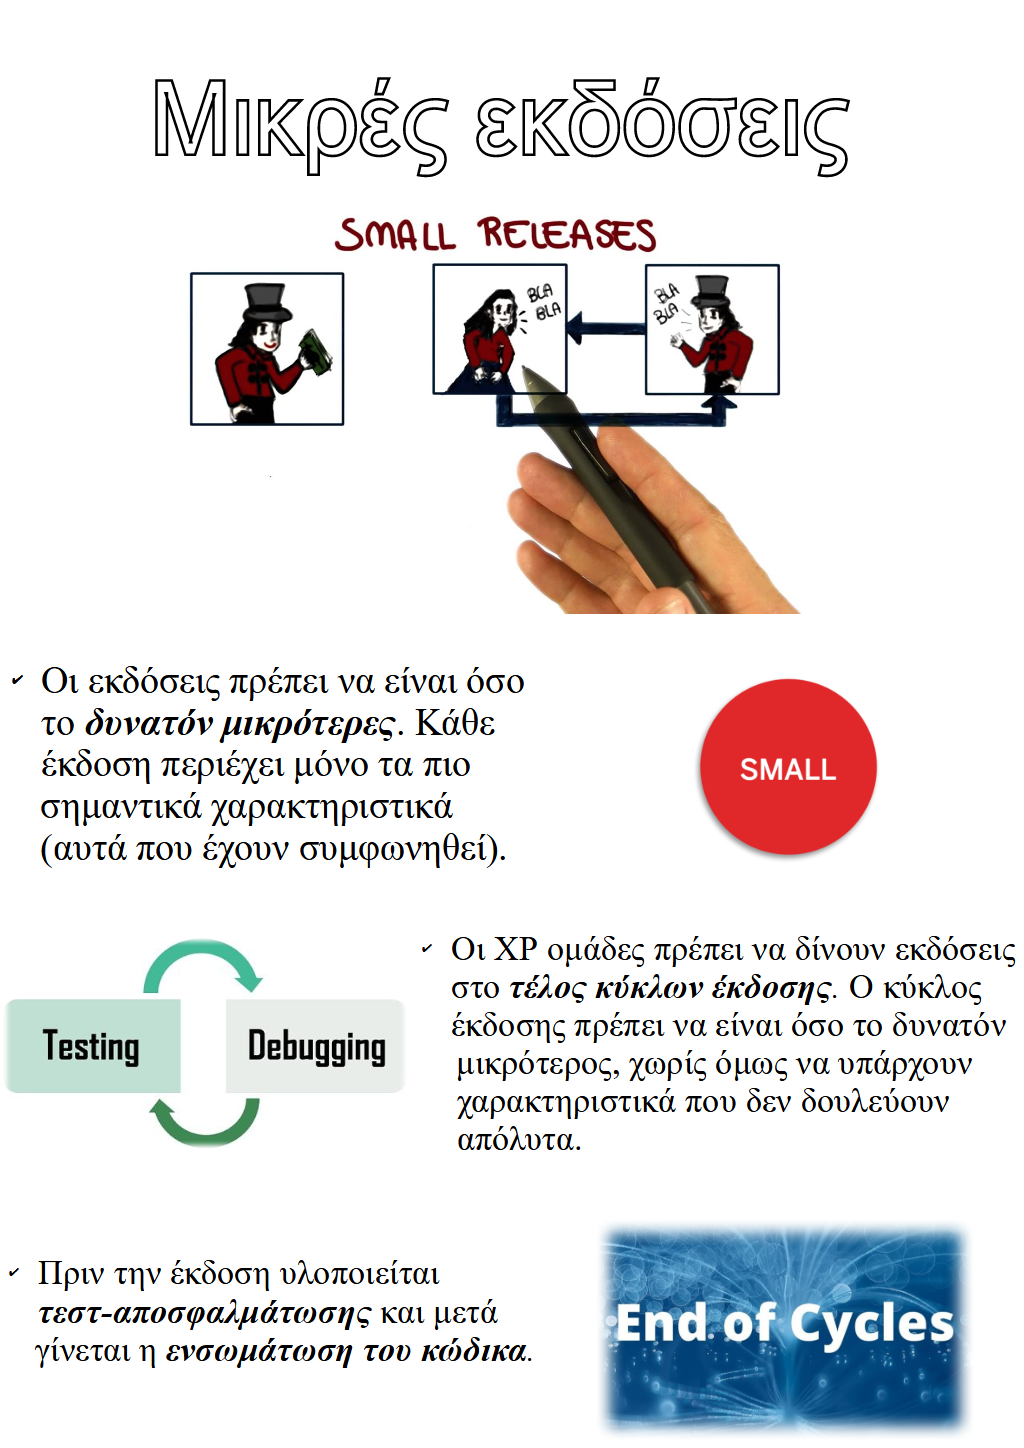 Μικρές εκδόσεις
SMALL RELEASES
BLA
BLA
BLA
BLA
✓ Οι εκδόσεις πρέπει να είναι όσο
το δυνατόν μικρότερες. Κάθε
έκδοση περιέχει μόνο τα πιο
σημαντικά χαρακτηριστικά
(αυτά που έχουν συμφωνηθεί).
SMALL
Testing
Debugging
✓ Οι XP ομάδες πρέπει να δίνουν εκδόσεις
στο τέλος κύκλων έκδοσης. Ο κύκλος
έκδοσης πρέπει να είναι όσο το δυνατόν
μικρότερος, χωρίς όμως να υπάρχουν
χαρακτηριστικά που δεν δουλεύουν
απόλυτα.
✓ Πριν την έκδοση υλοποιείται
τεστ-αποσφαλμάτωσης και μετά
γίνεται η ενσωμάτωση του κώδικα.
End of Cycles